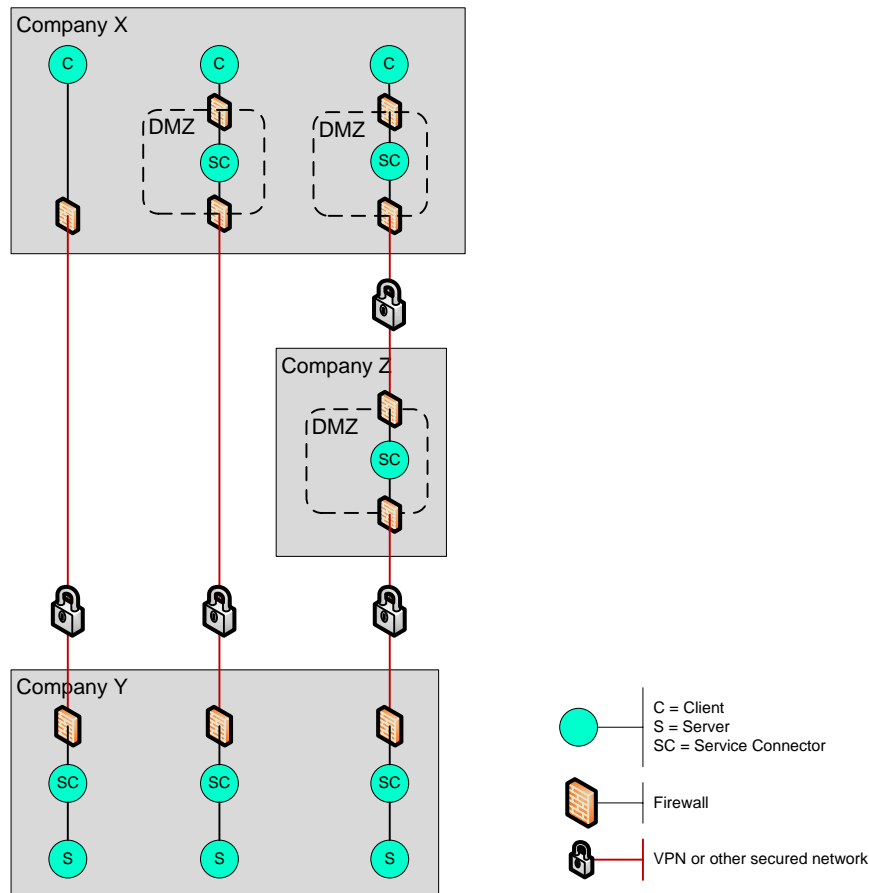 Company X
C
C
C
DMZ
DMZ
SC
SC
Company Z
DMZ
SC
Company Y
SC
SC
SC
S
S
S
C = Client
S = Server
SC = Service Connector
Firewall
VPN or other secured network